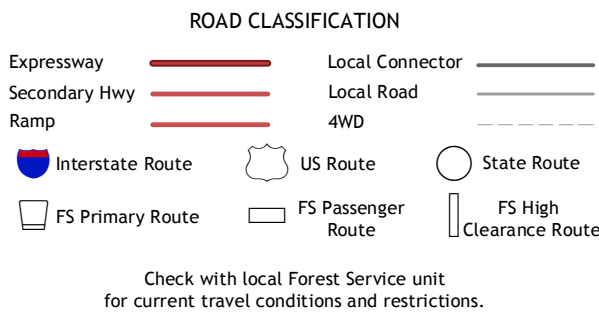 ROAD CLASSIFICATION
Expressway
Local Connector
Secondary Hwy
Local Road
Ramp
4WD
Interstate Route
US Route
State Route
FS Primary Route
FS Passenger
Route
FS High
Clearance Route
Check with local Forest Service unit
for current travel conditions and restrictions.